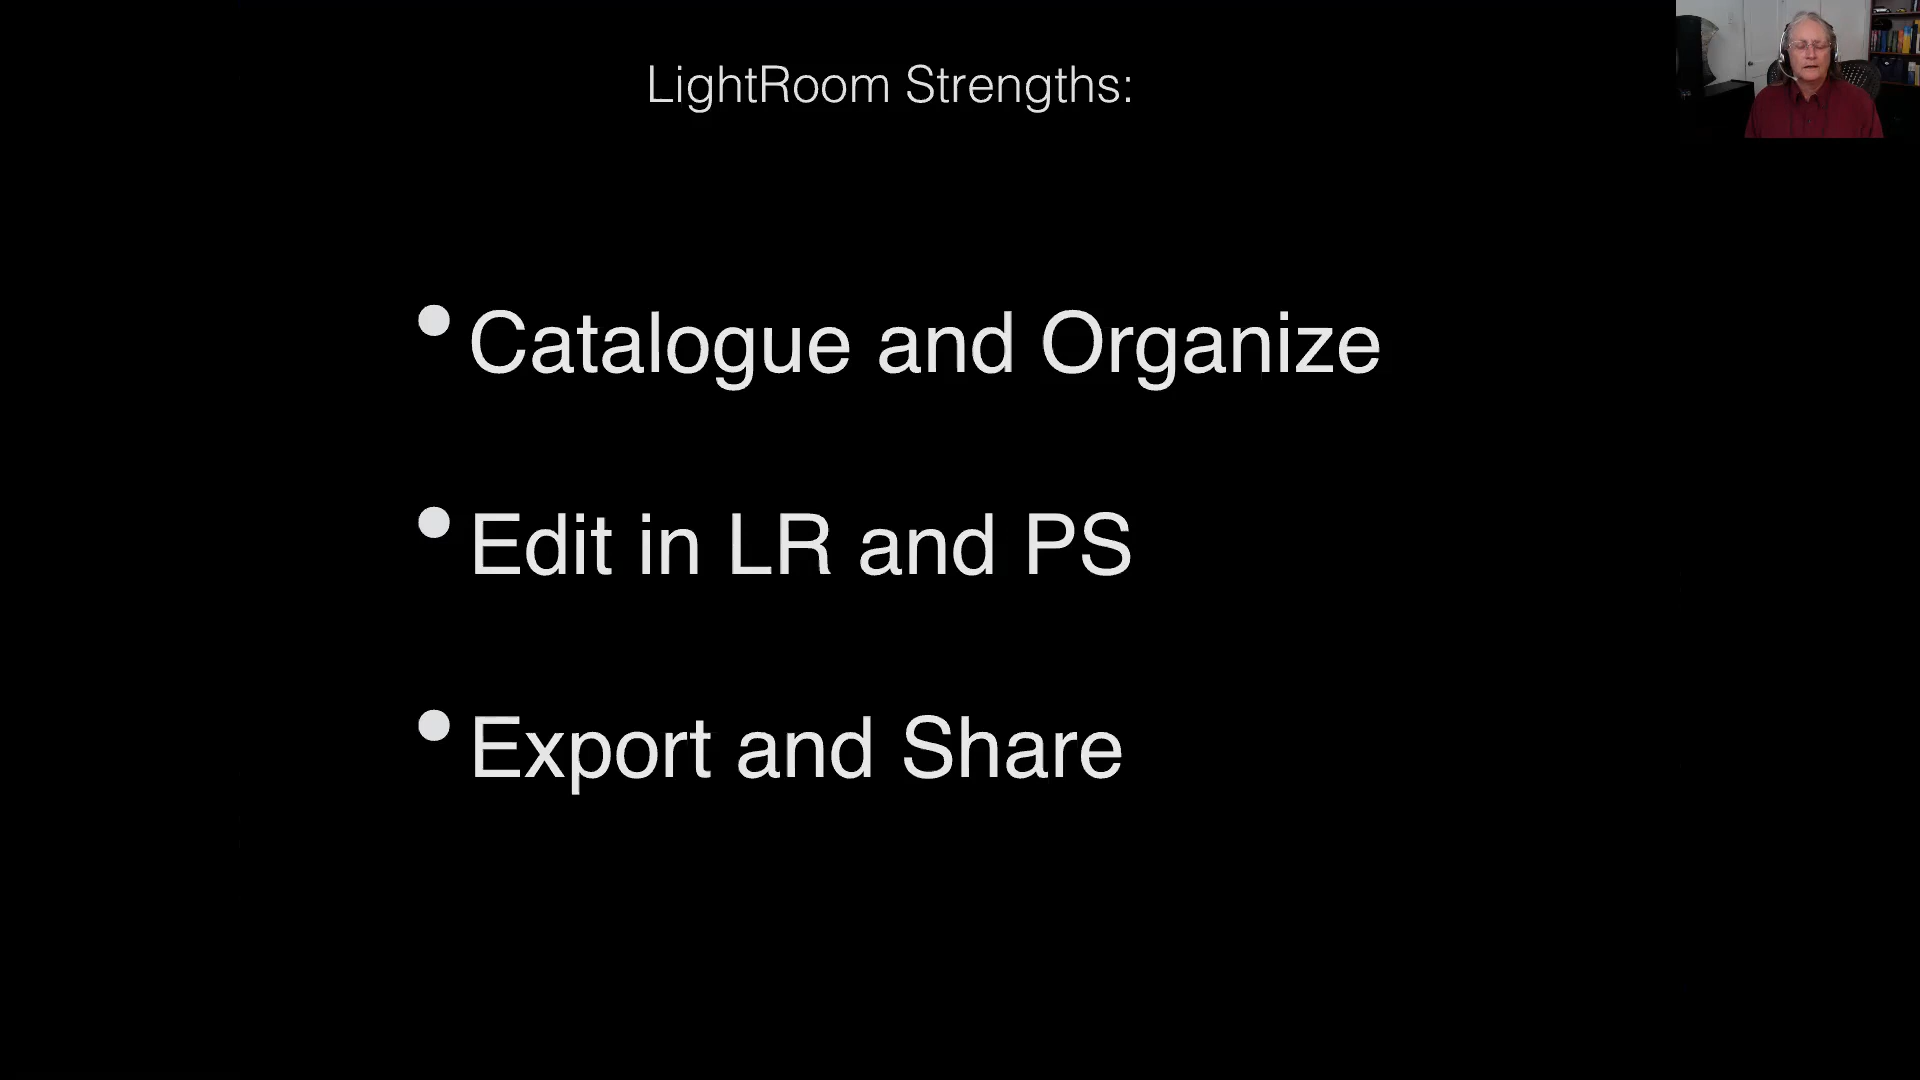 LightRoom Strengths:
• Catalogue and Organize
• Edit in LR and PS
• Export and Share